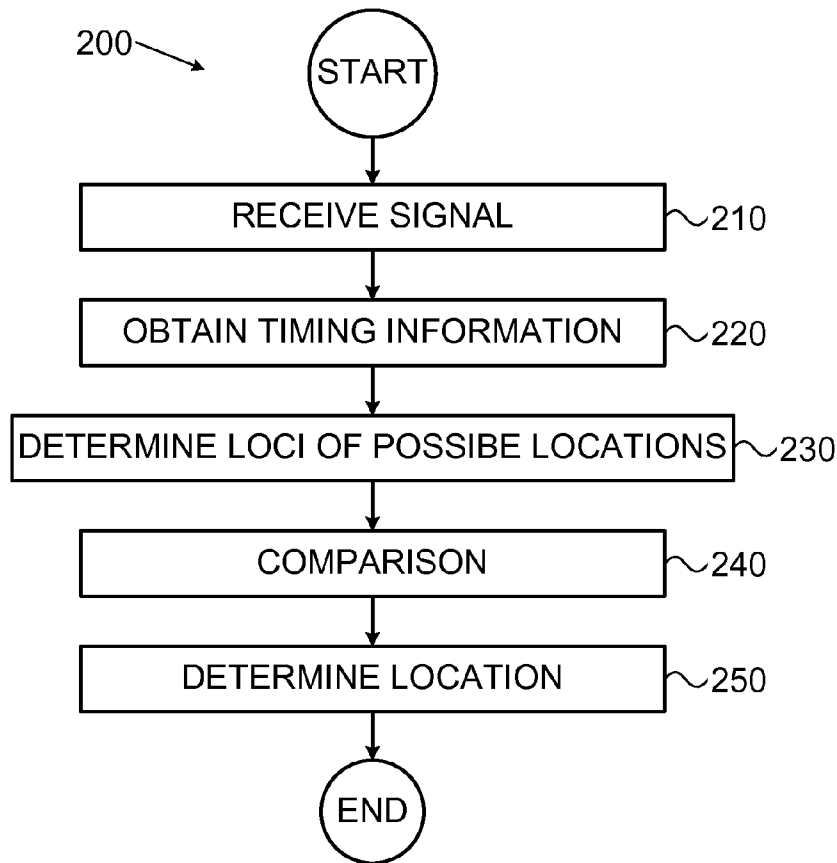 200
START
RECEIVE SIGNAL 210
OBTAIN TIMING INFORMATION 220
DETERMINE LOCI OF POSSIBE LOCATIONS 230
COMPARISON 240
DETERMINE LOCATION 250
END